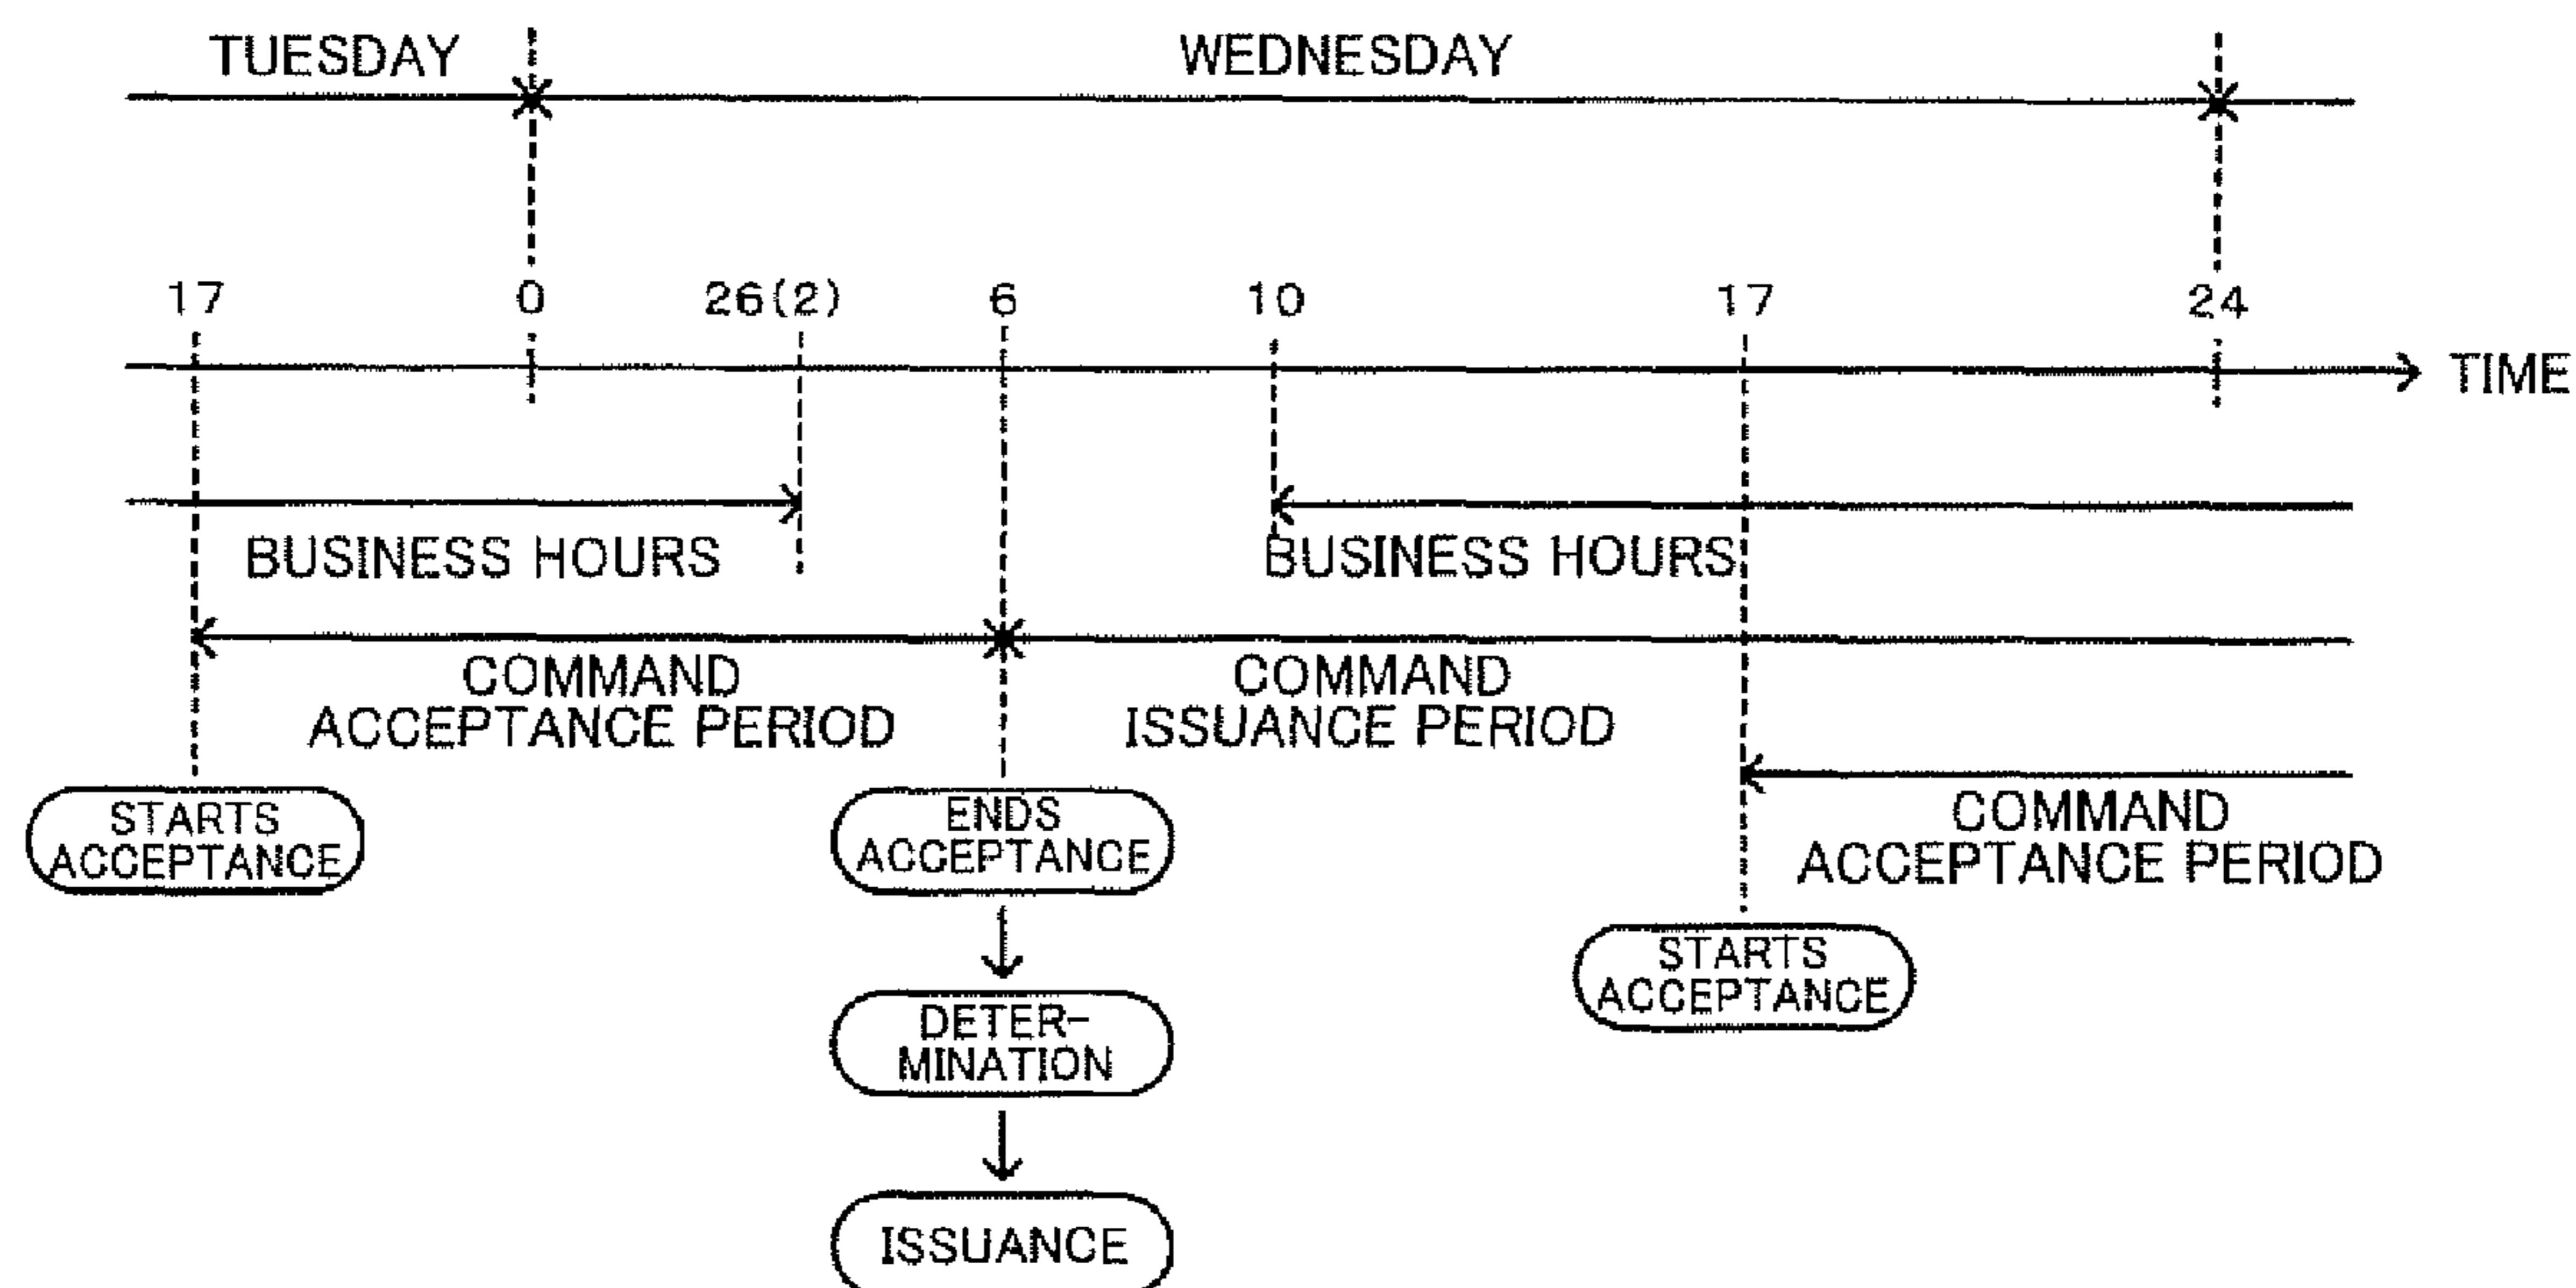 TUESDAY
WEDNESDAY
17
0
26(2)
6
10
17
24
TIME
BUSINESS HOURS
BUSINESS HOURS
COMMAND
ACCEPTANCE PERIOD
COMMAND
ISSUANCE PERIOD
STARTS
ACCEPTANCE
ENDS
ACCEPTANCE
COMMAND
ACCEPTANCE PERIOD
STARTS
ACCEPTANCE
DETER-
MINATION
ISSUANCE